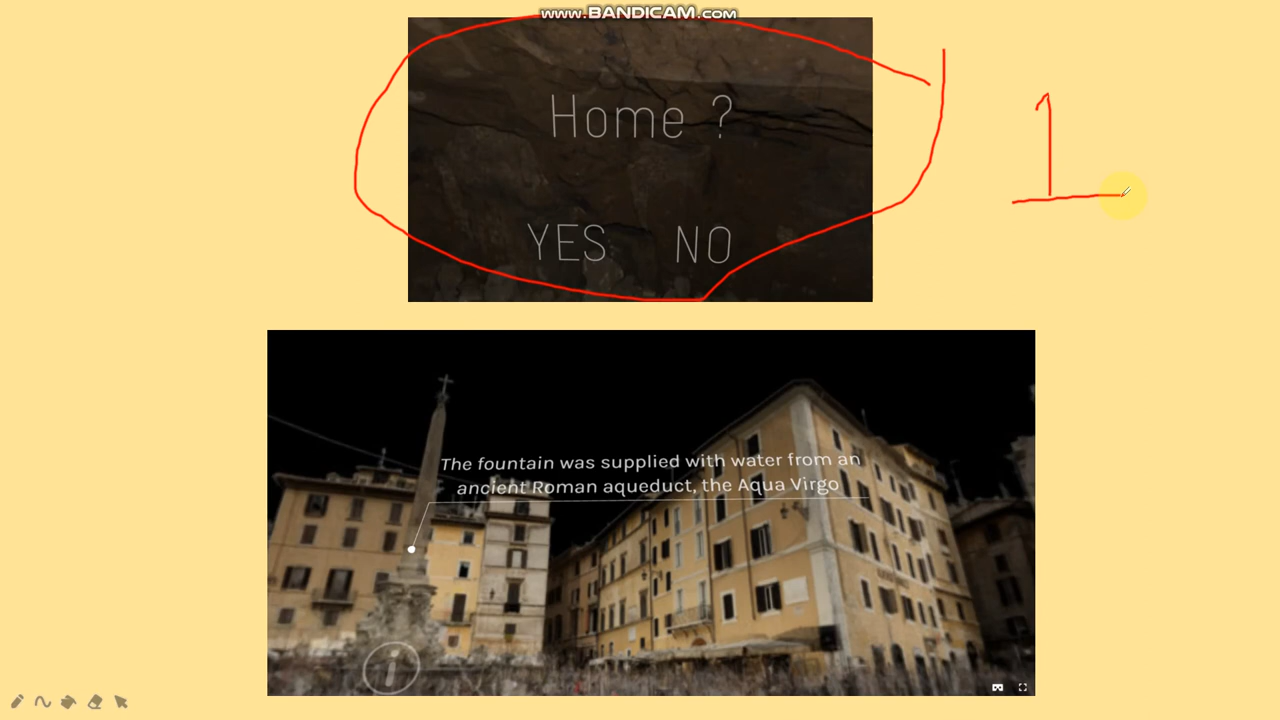 www.BANDICAM.com
Home ?
1
YES NO
The fountain was supplied with water from an
ancient Roman aqueduct, the Aqua Virgo
i